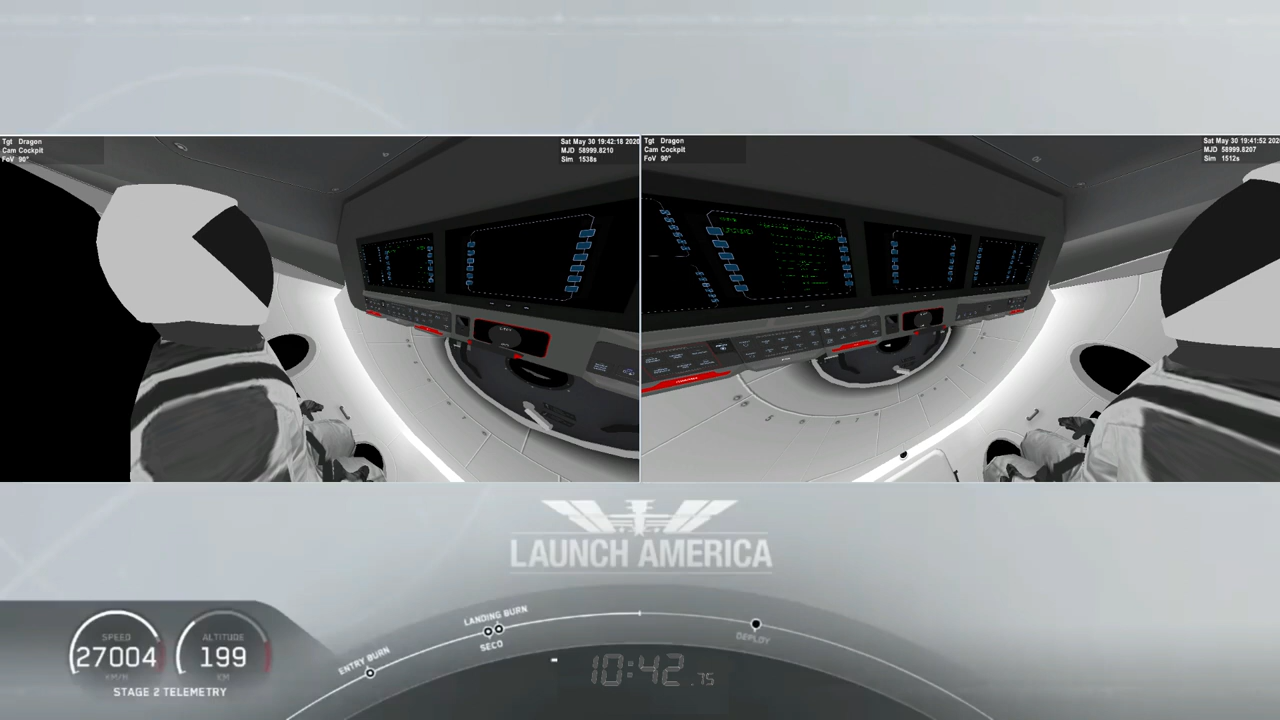 Tgt Dragon
Cam Cockpit
FoV 90°
Sat May 30 19:42:18 2020
MJD 58999.8210
Sim 1538s
Tgt Dragon
Cam Cockpit
FoV 90°
Sat May 30 19:41:52 202
MJD 58999.8207
Sim 1512s
LAUNCH AMERICA
SPEED
27004
KM/H
ALTITUDE
199
KM
STAGE 2 TELEMETRY
ENTRY BURN
LANDING BURN
SECO
DEPLOY
10:42.75